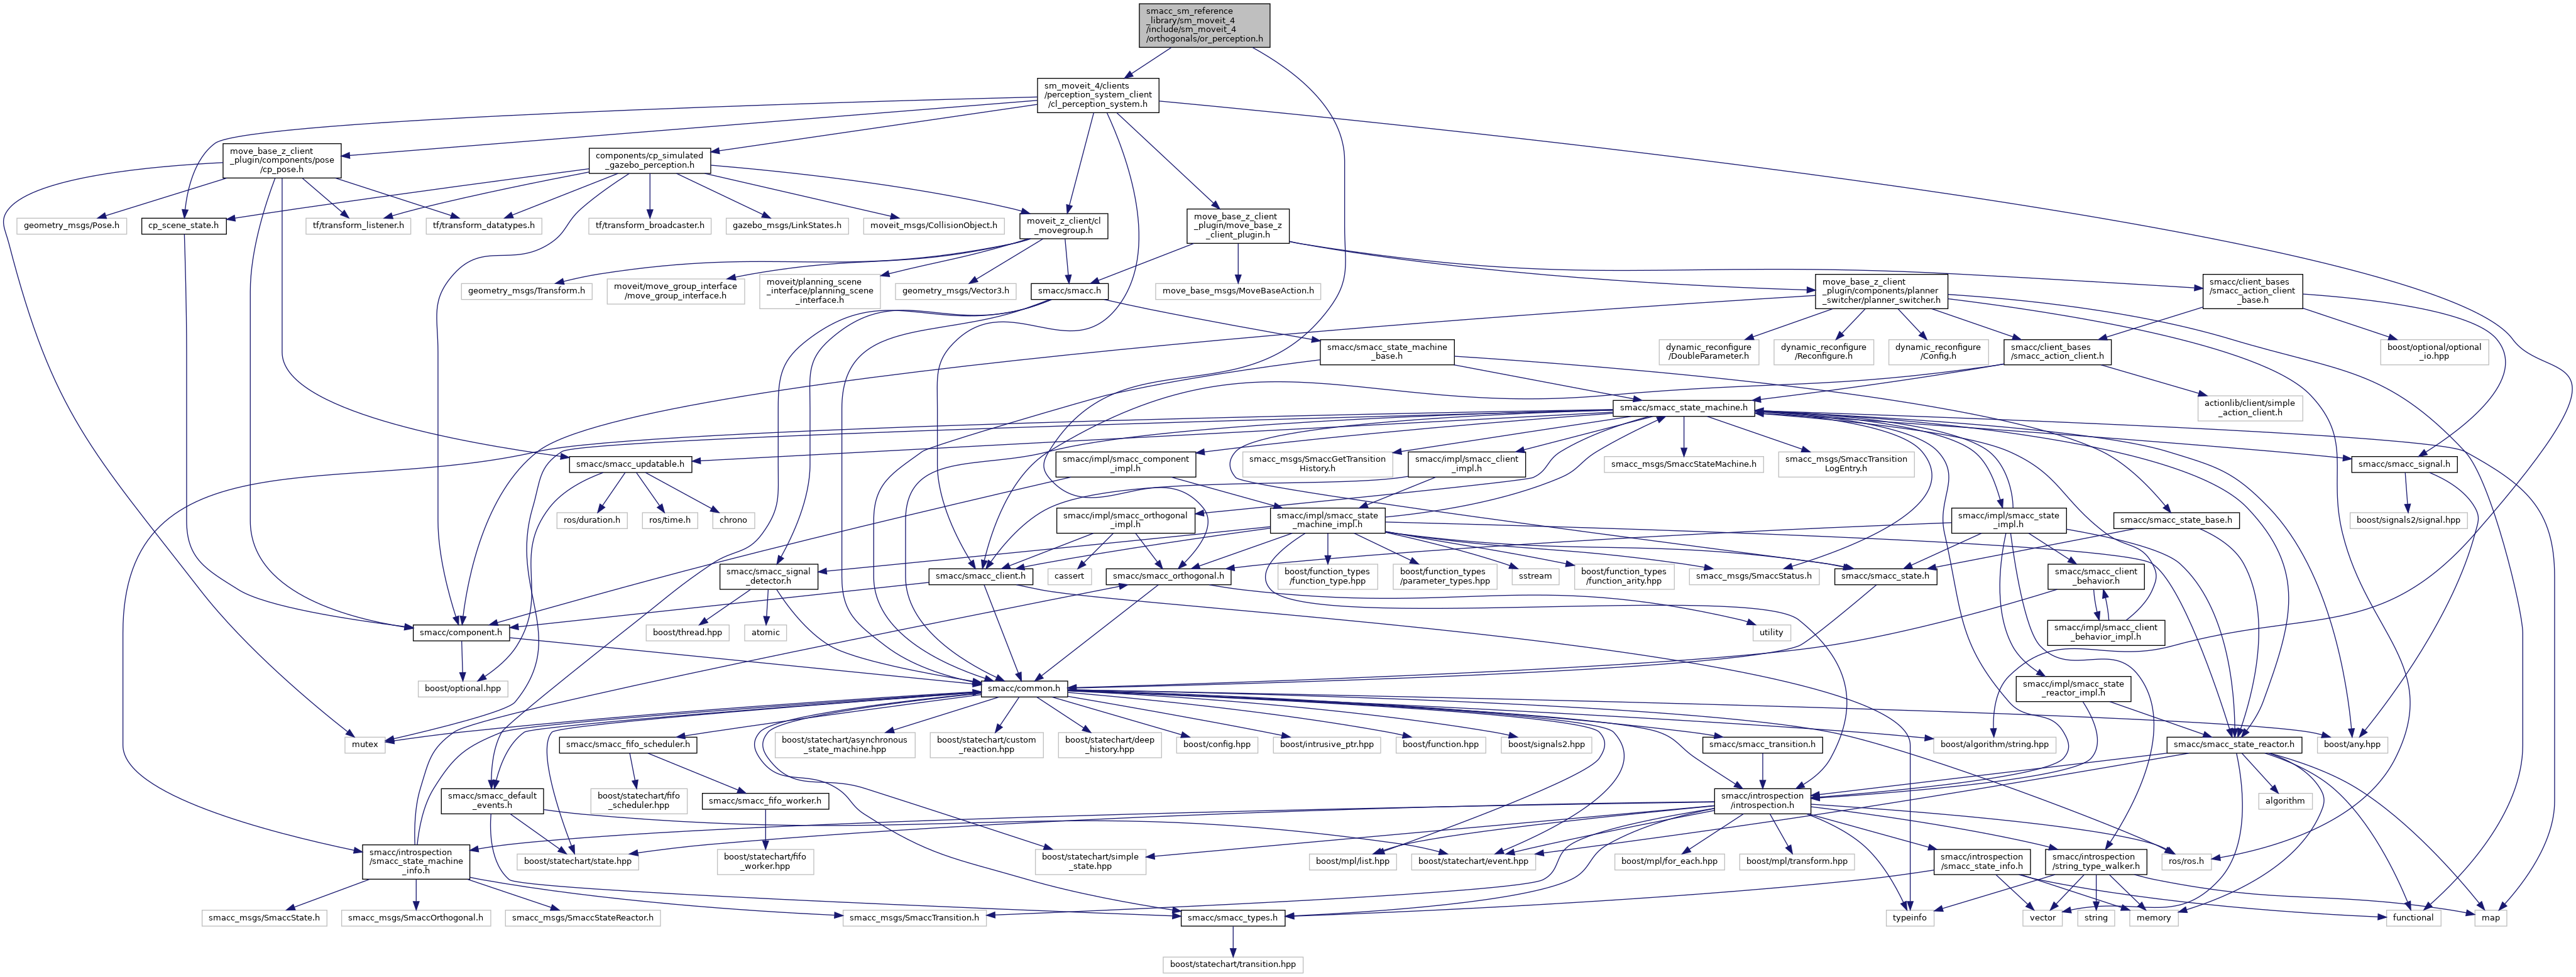 smacc_sm_reference
_library/sm_moveit_4
/include/sm_moveit_4
/orthogonals/or_perception.h
sm_moveit_4/clients
/perception_system_client
/cl_perception_system.h
move_base_z_client
_plugin/components/pose
/cp_pose.h
components/cp_simulated
_gazebo_perception.h
geometry_msgs/Pose.h
cp_scene_state.h
tf/transform_listener.h
tf/transform_datatypes.h
tf/transform_broadcaster.h
gazebo_msgs/LinkStates.h
moveit_msgs/CollisionObject.h
moveit_z_client/cl
_movegroup.h
move_base_z_client
_plugin/move_base_z
_client_plugin.h
geometry_msgs/Transform.h
moveit/move_group_interface
/move_group_interface.h
moveit/planning_scene
_interface/planning_scene
_interface.h
geometry_msgs/Vector3.h
smacc/smacc.h
move_base_msgs/MoveBaseAction.h
move_base_z_client
_plugin/components/planner
_switcher/planner_switcher.h
smacc/client_bases
/smacc_action_client
_base.h
smacc/smacc_state_machine
_base.h
dynamic_reconfigure
/DoubleParameter.h
dynamic_reconfigure
/Reconfigure.h
dynamic_reconfigure
/Config.h
smacc/client_bases
/smacc_action_client.h
boost/optional/optional
_io.hpp
smacc/smacc_state_machine.h
actionlib/client/simple
_action_client.h
smacc/smacc_updatable.h
smacc/impl/smacc_component
_impl.h
smacc_msgs/SmaccGetTransition
History.h
smacc/impl/smacc_client
_impl.h
smacc_msgs/SmaccStateMachine.h
smacc_msgs/SmaccTransition
LogEntry.h
smacc/smacc_signal.h
ros/duration.h
ros/time.h
chrono
smacc/impl/smacc_orthogonal
_impl.h
smacc/impl/smacc_state
_machine_impl.h
smacc/impl/smacc_state
_impl.h
smacc/smacc_state_base.h
boost/signals2/signal.hpp
smacc/smacc_signal
_detector.h
smacc/smacc_client.h
cassert
smacc/smacc_orthogonal.h
boost/function_types
/function_type.hpp
boost/function_types
/parameter_types.hpp
sstream
boost/function_types
/function_arity.hpp
smacc_msgs/SmaccStatus.h
smacc/smacc_state.h
smacc/smacc_client
_behavior.h
smacc/component.h
boost/thread.hpp
atomic
utility
smacc/impl/smacc_client
_behavior_impl.h
boost/optional.hpp
smacc/common.h
smacc/impl/smacc_state
_reactor_impl.h
mutex
smacc/smacc_fifo_scheduler.h
boost/statechart/asynchronous
_state_machine.hpp
boost/statechart/custom
_reaction.hpp
boost/statechart/deep
_history.hpp
boost/config.hpp
boost/intrusive_ptr.hpp
boost/function.hpp
boost/signals2.hpp
smacc/smacc_transition.h
boost/algorithm/string.hpp
smacc/smacc_state_reactor.h
boost/any.hpp
smacc/smacc_default
_events.h
boost/statechart/fifo
_scheduler.hpp
smacc/smacc_fifo_worker.h
smacc/introspection
/introspection.h
algorithm
smacc/introspection
/smacc_state_machine
_info.h
boost/statechart/state.hpp
boost/statechart/fifo
_worker.hpp
boost/statechart/simple
_state.hpp
boost/mpl/list.hpp
boost/statechart/event.hpp
boost/mpl/for_each.hpp
boost/mpl/transform.hpp
smacc/introspection
/smacc_state_info.h
smacc/introspection
/string_type_walker.h
ros/ros.h
smacc_msgs/SmaccState.h
smacc_msgs/SmaccOrthogonal.h
smacc_msgs/SmaccStateReactor.h
smacc_msgs/SmaccTransition.h
smacc/smacc_types.h
typeinfo
vector
string
memory
functional
map
boost/statechart/transition.hpp